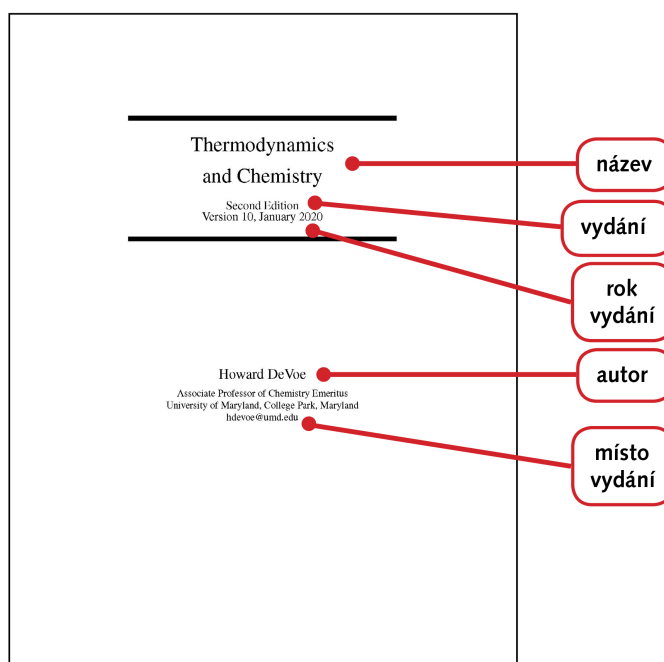 Thermodynamics
and Chemistry
Second Edition
Version 10, January 2020
Howard DeVoe
Associate Professor of Chemistry Emeritus
University of Maryland, College Park, Maryland
hdevoe@umd.edu
název
vydání
rok
vydání
autor
místo
vydání